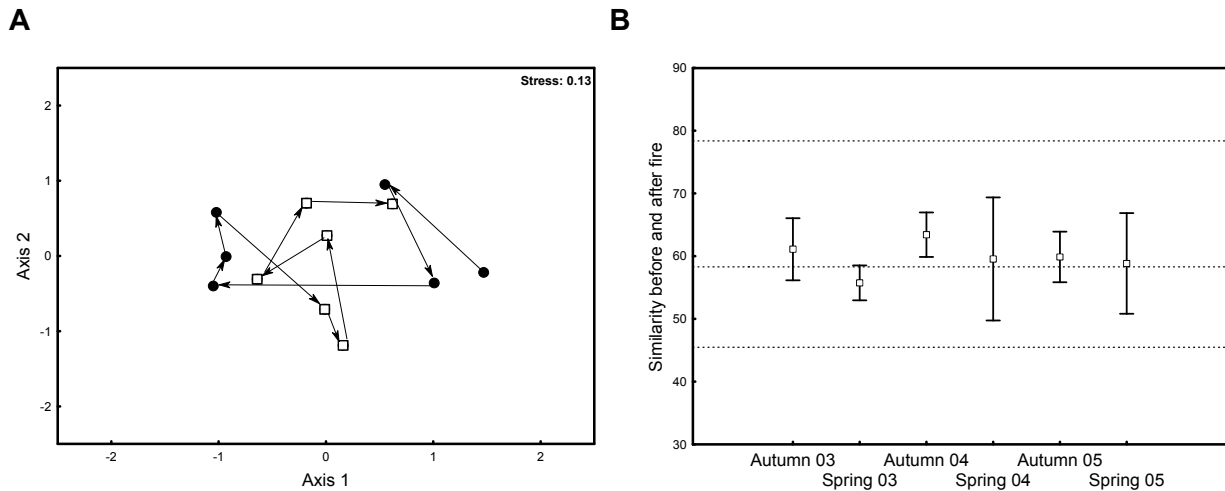 A
Stress: 0.13
2
1
0
-1
-2
Axis 2
-2
-1
0
1
2
Axis 1
B
90
80
70
60
50
40
30
Similarity before and after fire
Autumn 03
Autumn 04
Autumn 05
Spring 03
Spring 04
Spring 05